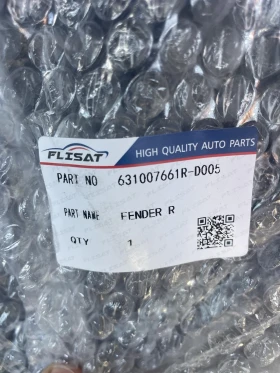 FLISAT
HIGH QUALITY AUTO PARTS
PART NO 631007661R-D005
PART NAME FENDER R
QTY 1